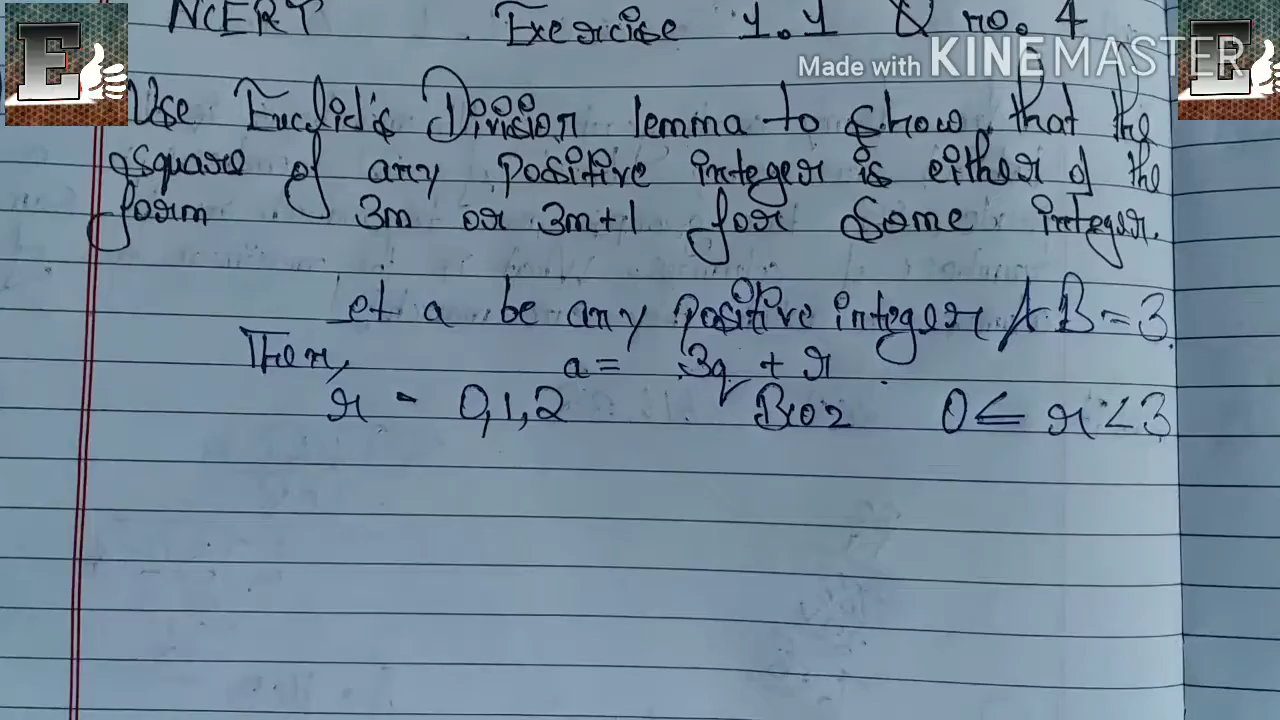 NCERT Exercise 1.1 Q no. 4
Made with KINEMASTER
E
R
Use Euclid's Division lemma to show that the
square of any positive integer is either of the
form 3m or 3m+1 for some integer.
let a be any positive integer & B = 3
Then, a = 3q + r
r = 0,1,2 Bcoz 0 ≤ r < 3